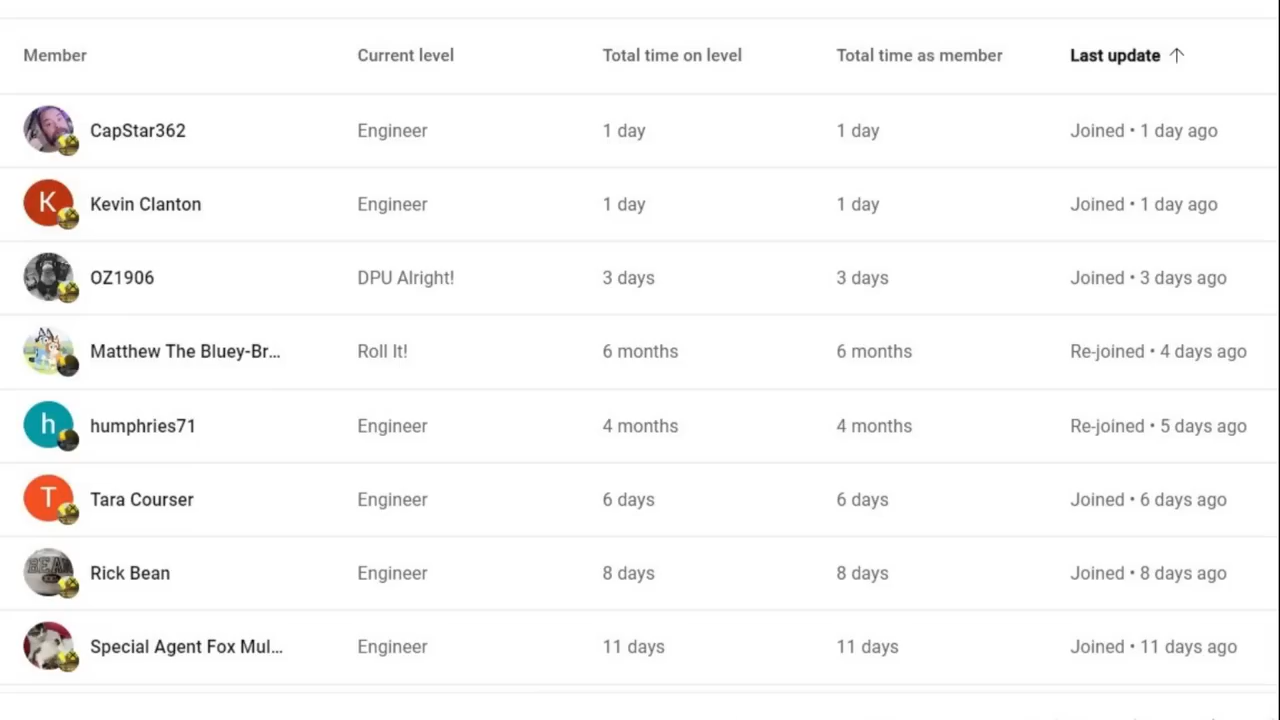 Member Current level Total time on level Total time as member Last update ↑
CapStar362 Engineer 1 day 1 day Joined • 1 day ago
K Kevin Clanton Engineer 1 day 1 day Joined • 1 day ago
OZ1906 DPU Alright! 3 days 3 days Joined • 3 days ago
Matthew The Bluey-Br... Roll It! 6 months 6 months Re-joined • 4 days ago
h humphries71 Engineer 4 months 4 months Re-joined • 5 days ago
T Tara Courser Engineer 6 days 6 days Joined • 6 days ago
BEAN Rick Bean Engineer 8 days 8 days Joined • 8 days ago
Special Agent Fox Mul... Engineer 11 days 11 days Joined • 11 days ago